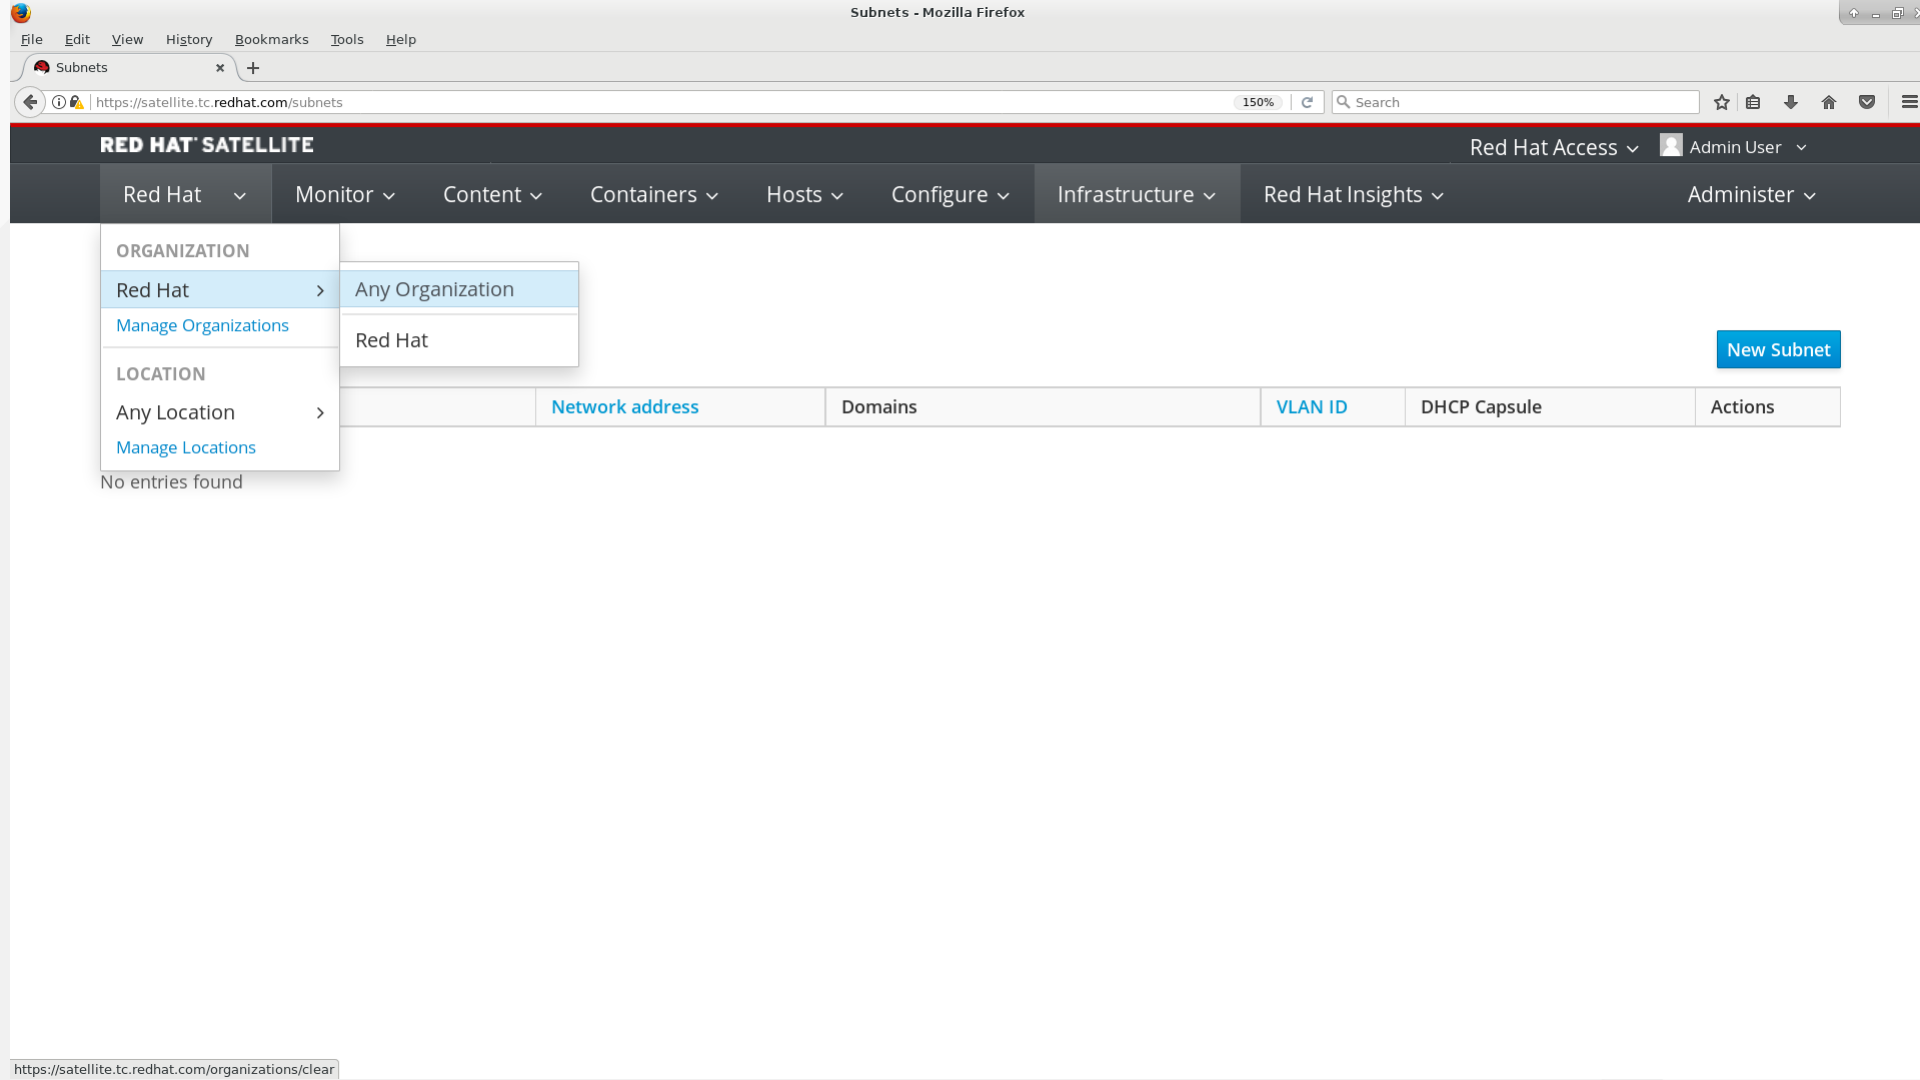 Subnets - Mozilla Firefox
File Edit View History Bookmarks Tools Help
Subnets
https://satellite.tc.redhat.com/subnets 150% Search
RED HAT SATELLITE Red Hat Access Admin User
Red Hat Monitor Content Containers Hosts Configure Infrastructure Red Hat Insights Administer
ORGANIZATION
Red Hat
Manage Organizations
LOCATION
Any Location
Manage Locations
Any Organization
Red Hat
New Subnet
Network address Domains VLAN ID DHCP Capsule Actions
No entries found
https://satellite.tc.redhat.com/organizations/clear